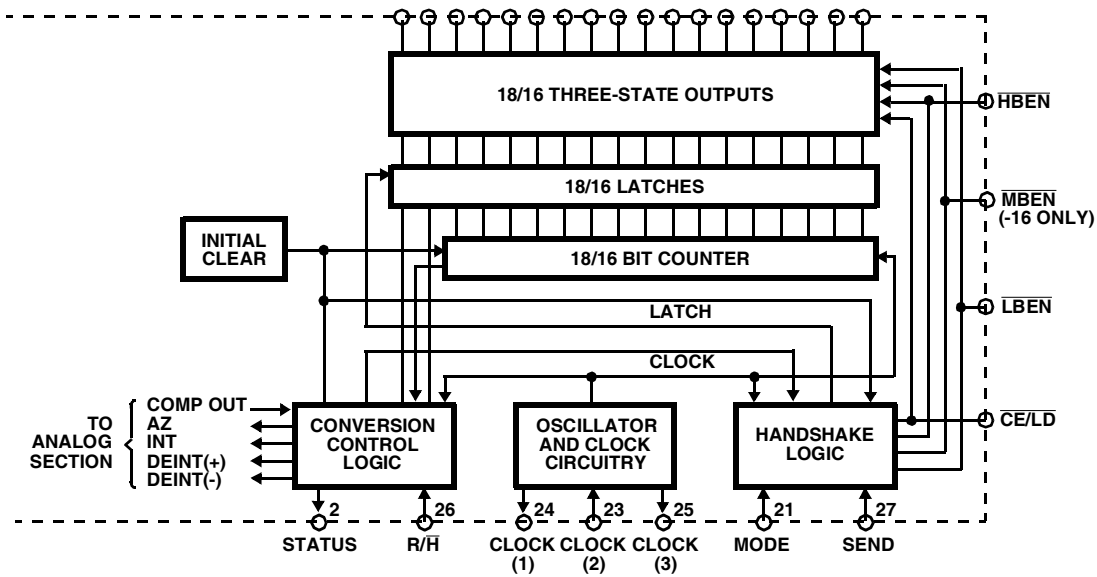 18/16 THREE-STATE OUTPUTS
HBEN
18/16 LATCHES
MBEN
(-16 ONLY)
INITIAL
CLEAR
18/16 BIT COUNTER
LATCH
LBEN
CLOCK
TO
ANALOG
SECTION
COMP OUT
AZ
INT
DEINT(+)
DEINT(-)
CONVERSION
CONTROL
LOGIC
OSCILLATOR
AND CLOCK
CIRCUITRY
HANDSHAKE
LOGIC
CE/LD
2
26
24
23
25
21
27
STATUS
R/H
CLOCK
(1)
CLOCK
(2)
CLOCK
(3)
MODE
SEND